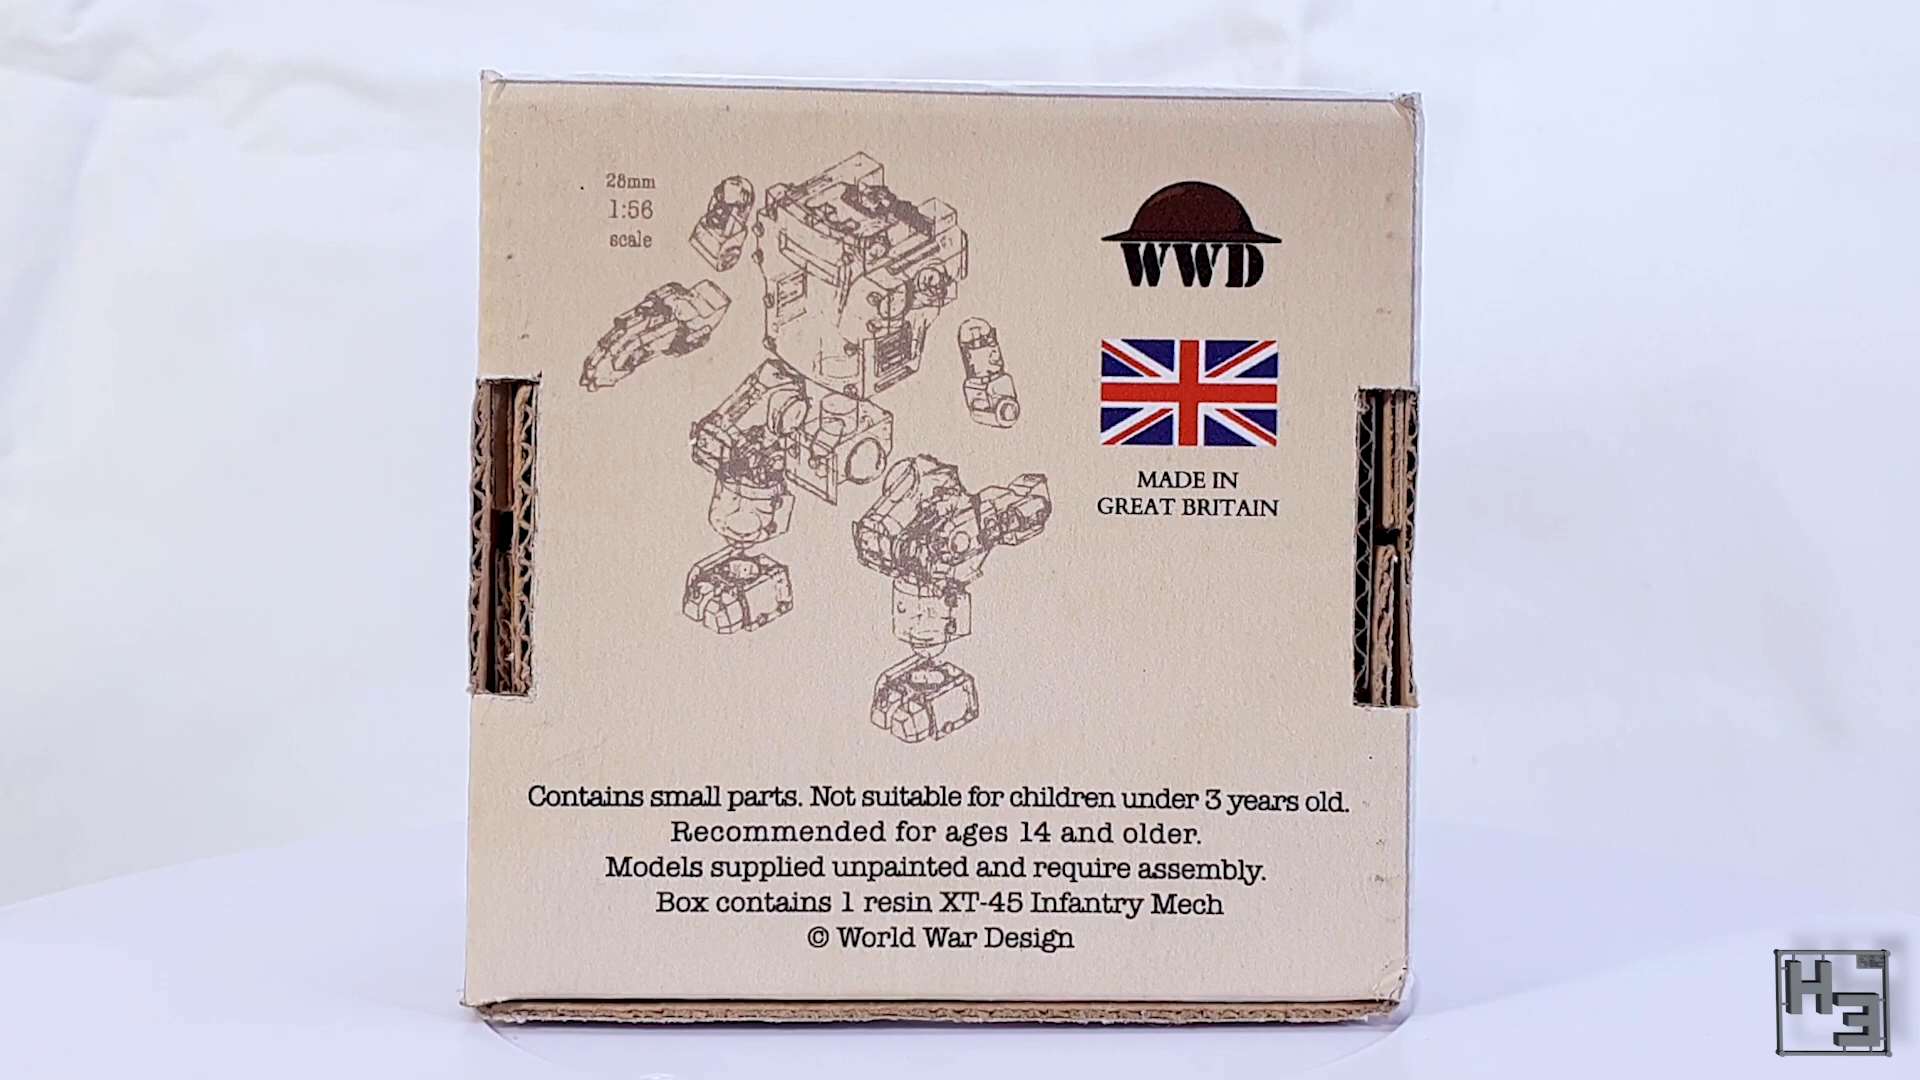 28mm
1:56
scale
WWD
MADE IN
GREAT BRITAIN
Contains small parts. Not suitable for children under 3 years old.
Recommended for ages 14 and older.
Models supplied unpainted and require assembly.
Box contains 1 resin XT-45 Infantry Mech
© World War Design
H3